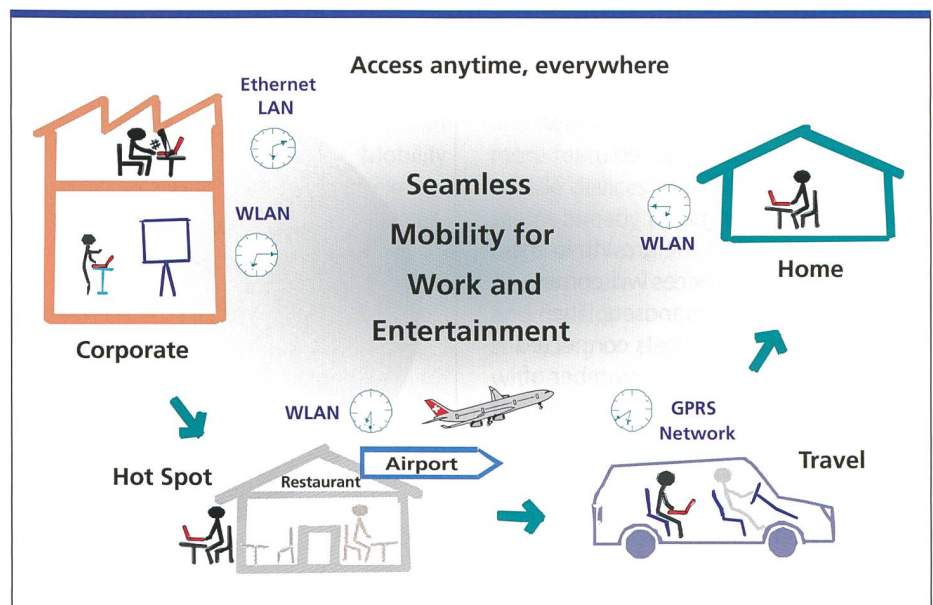 Access anytime, everywhere
Ethernet
LAN
WLAN
Corporate
Seamless
Mobility for
Work and
Entertainment
WLAN
Home
Hot Spot
WLAN
Restaurant
Airport
GPRS
Network
Travel